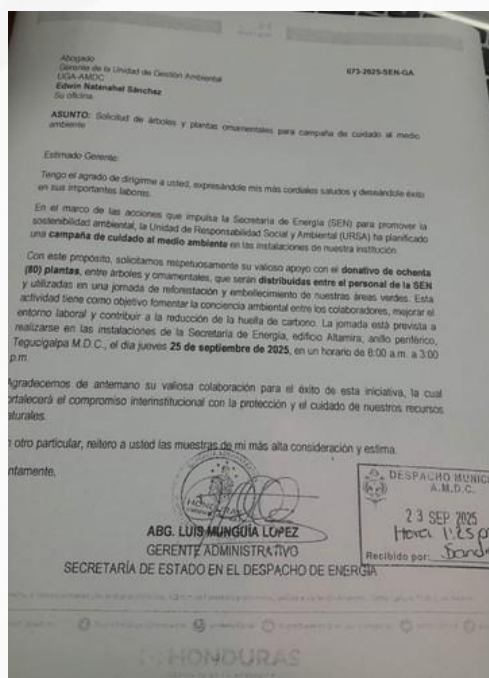 Abogado
073-2025-SEN-GA
Gerente de la Unidad de Gestión Ambiental
UGA-AMDC
Edwin Natanahel Sánchez
Su oficina.
ASUNTO: Solicitud de árboles y plantas ornamentales para campaña de cuidado al medio
ambiente
Estimado Gerente:
Tengo el agrado de dirigirme a usted, expresándole mis más cordiales saludos y deseándole éxito
en sus importantes labores.
En el marco de las acciones que impulsa la Secretaría de Energía (SEN) para promover la
sostenibilidad ambiental, la Unidad de Responsabilidad Social y Ambiental (URSA) ha planificado
una campaña de cuidado al medio ambiente en las instalaciones de nuestra institución.
Con este propósito, solicitamos respetuosamente su valioso apoyo con el donativo de ochenta
(80) plantas, entre árboles y ornamentales, que serán distribuidas entre el personal de la SEN
y utilizadas en una jornada de reforestación y embellecimiento de nuestras áreas verdes. Esta
actividad tiene como objetivo fomentar la conciencia ambiental entre los colaboradores, mejorar el
entorno laboral y contribuir a la reducción de la huella de carbono. La jornada está prevista a
realizarse en las instalaciones de la Secretaría de Energía, edificio Altamira, anillo periférico,
Tegucigalpa M.D.C., el día jueves 25 de septiembre de 2025, en un horario de 8:00 a.m. a 3:00
p.m.
Agradecemos de antemano su valiosa colaboración para el éxito de esta iniciativa, la cual
ortalecerá el compromiso interinstitucional con la protección y el cuidado de nuestros recursos
aturales.
n otro particular, reitero a usted las muestras de mi más alta consideración y estima.
ntamente,
ABG. LUIS MUNGUÍA LÓPEZ
GERENTE ADMINISTRATIVO
SECRETARÍA DE ESTADO EN EL DESPACHO DE ENERGÍA
DESPACHO MUNIC
A.M.D.C.
23 SEP 2025
Hora 1:25 p
Recibido por: Sand
HONDURAS